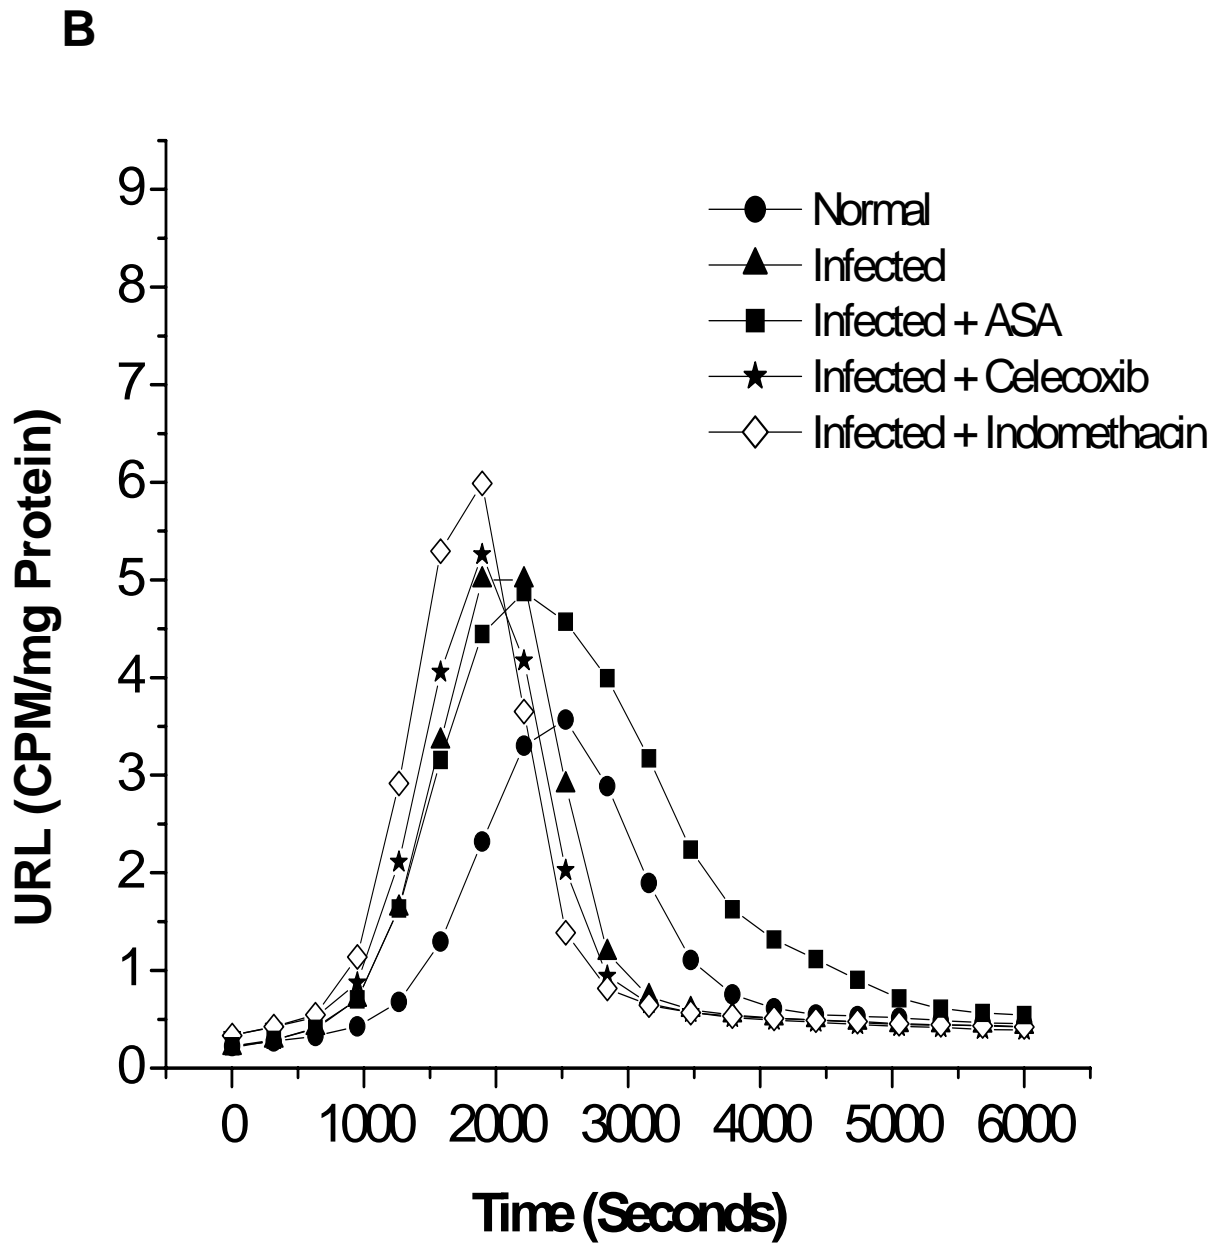 B
9
8
7
6
5
4
3
2
1
0
URL (CPM/mg Protein)
Normal
Infected
Infected + ASA
Infected + Celecoxib
Infected + Indomethacin
0 1000 2000 3000 4000 5000 6000
Time (Seconds)